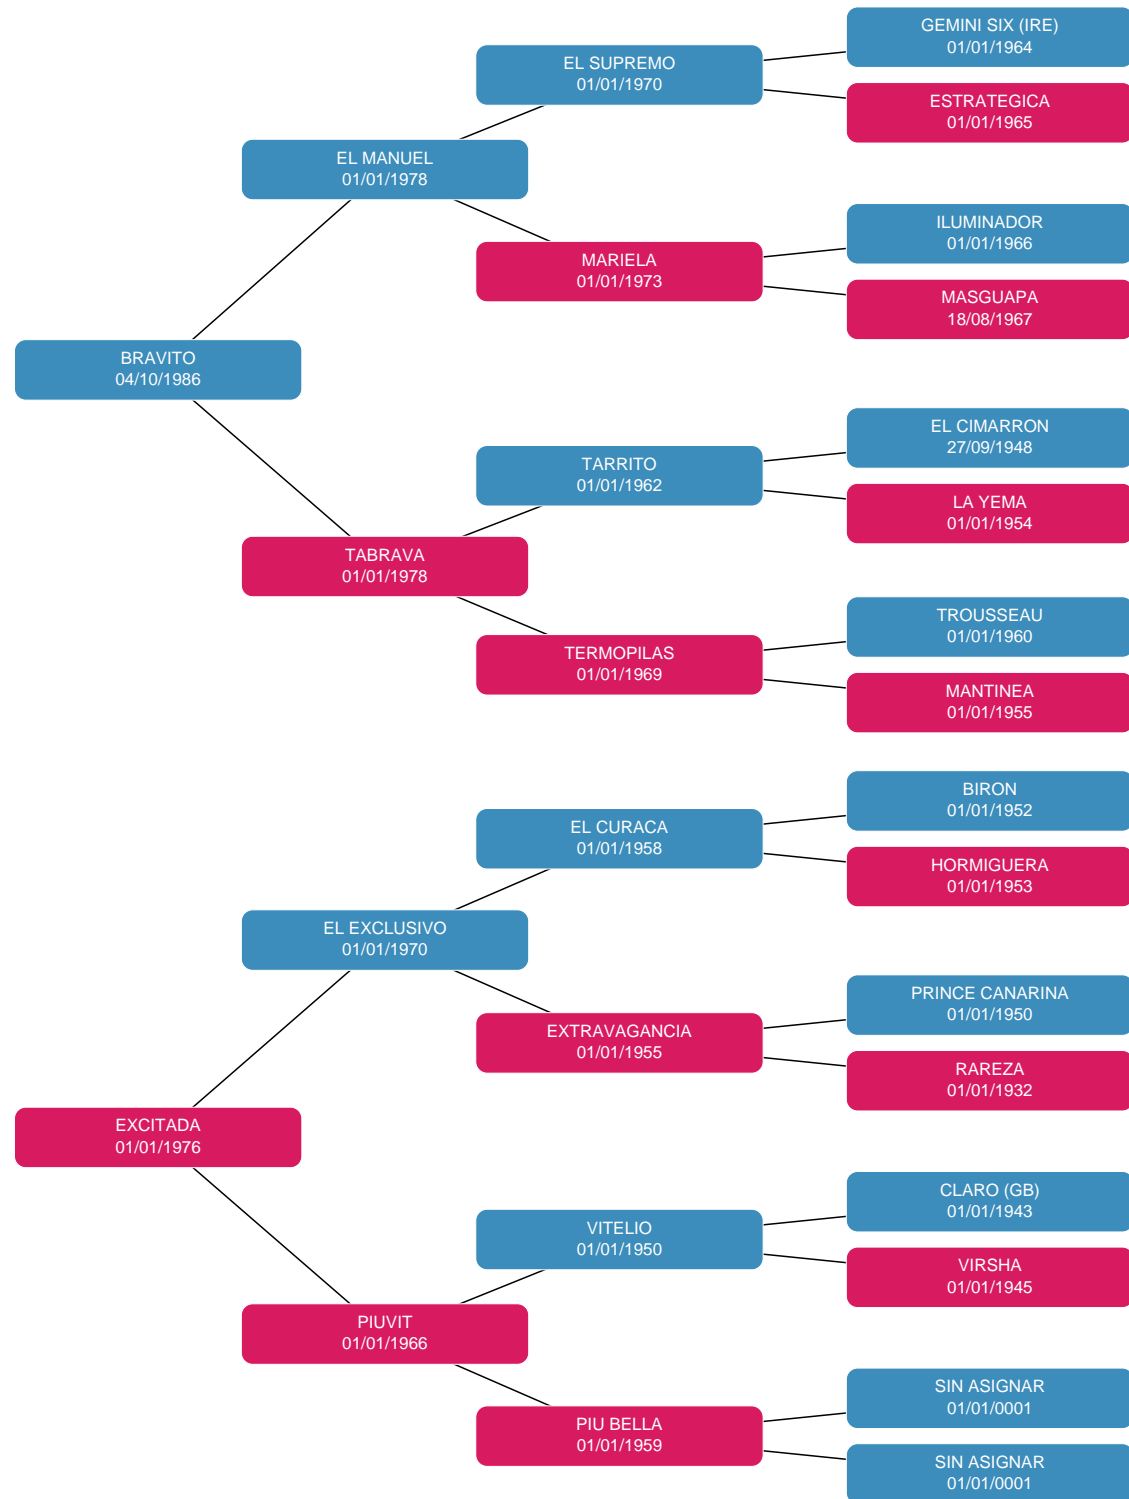 GEMINI SIX (IRE)
01/01/1964
EL SUPREMO
01/01/1970
ESTRATEGICA
01/01/1965
EL MANUEL
01/01/1978
ILUMINADOR
01/01/1966
MARIELA
01/01/1973
MASGUAPA
18/08/1967
BRAVITO
04/10/1986
EL CIMARRON
27/09/1948
TARRITO
01/01/1962
LA YEMA
01/01/1954
TABRAVA
01/01/1978
TROUSSEAU
01/01/1960
TERMOPILAS
01/01/1969
MANTINEA
01/01/1955
BIRON
01/01/1952
EL CURACA
01/01/1958
HORMIGUERA
01/01/1953
EL EXCLUSIVO
01/01/1970
PRINCE CANARINA
01/01/1950
EXTRAVAGANCIA
01/01/1955
RAREZA
01/01/1932
EXCITADA
01/01/1976
CLARO (GB)
01/01/1943
VITELIO
01/01/1950
VIRSHA
01/01/1945
PIUVIT
01/01/1966
SIN ASIGNAR
01/01/0001
PIU BELLA
01/01/1959
SIN ASIGNAR
01/01/0001